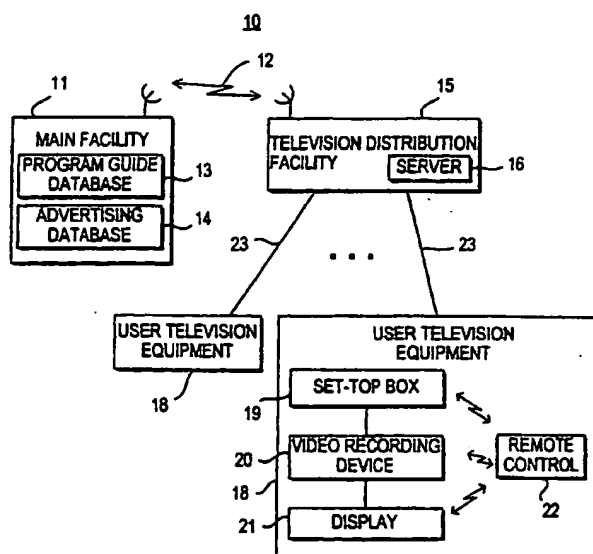 10
12
11
15
MAIN FACILITY
PROGRAM GUIDE
DATABASE
13
ADVERTISING
DATABASE
14
TELEVISION DISTRIBUTION
FACILITY
SERVER
16
23
...
23
USER TELEVISION
EQUIPMENT
18
USER TELEVISION
EQUIPMENT
SET-TOP BOX
19
VIDEO RECORDING
DEVICE
20
18
REMOTE
CONTROL
22
DISPLAY
21